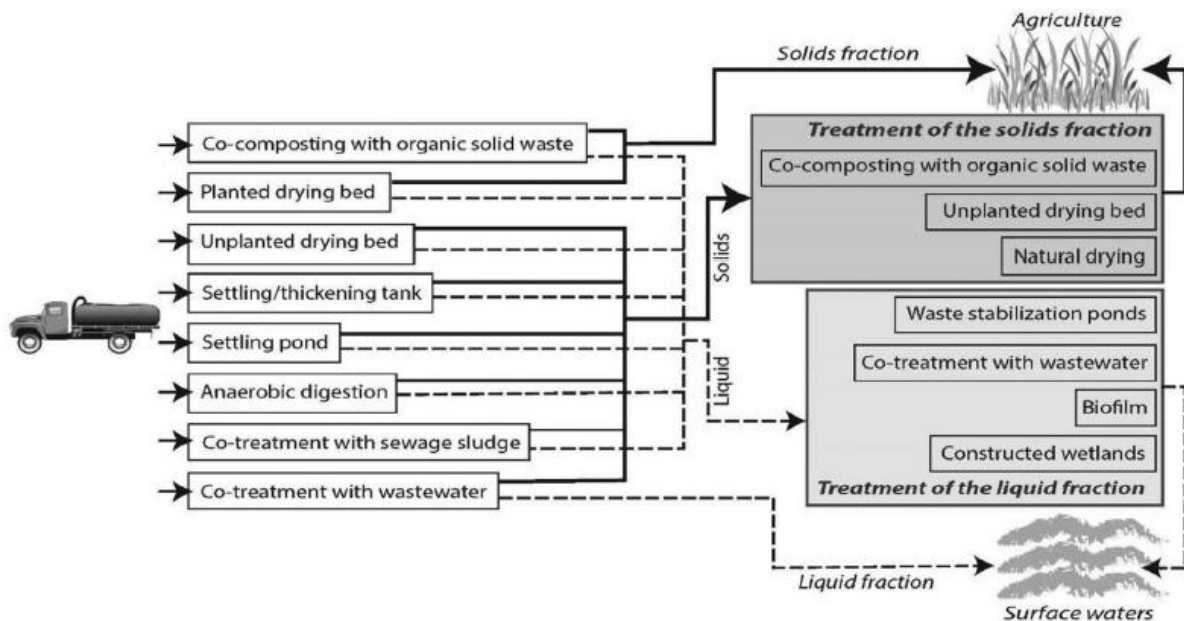 Agriculture
Solids fraction
Co-composting with organic solid waste
Planted drying bed
Unplanted drying bed
Settling/thickening tank
Settling pond
Anaerobic digestion
Co-treatment with sewage sludge
Co-treatment with wastewater
Solids
Liquid
Treatment of the solids fraction
Co-composting with organic solid waste
Unplanted drying bed
Natural drying
Waste stabilization ponds
Co-treatment with wastewater
Biofilm
Constructed wetlands
Treatment of the liquid fraction
Liquid fraction
Surface waters